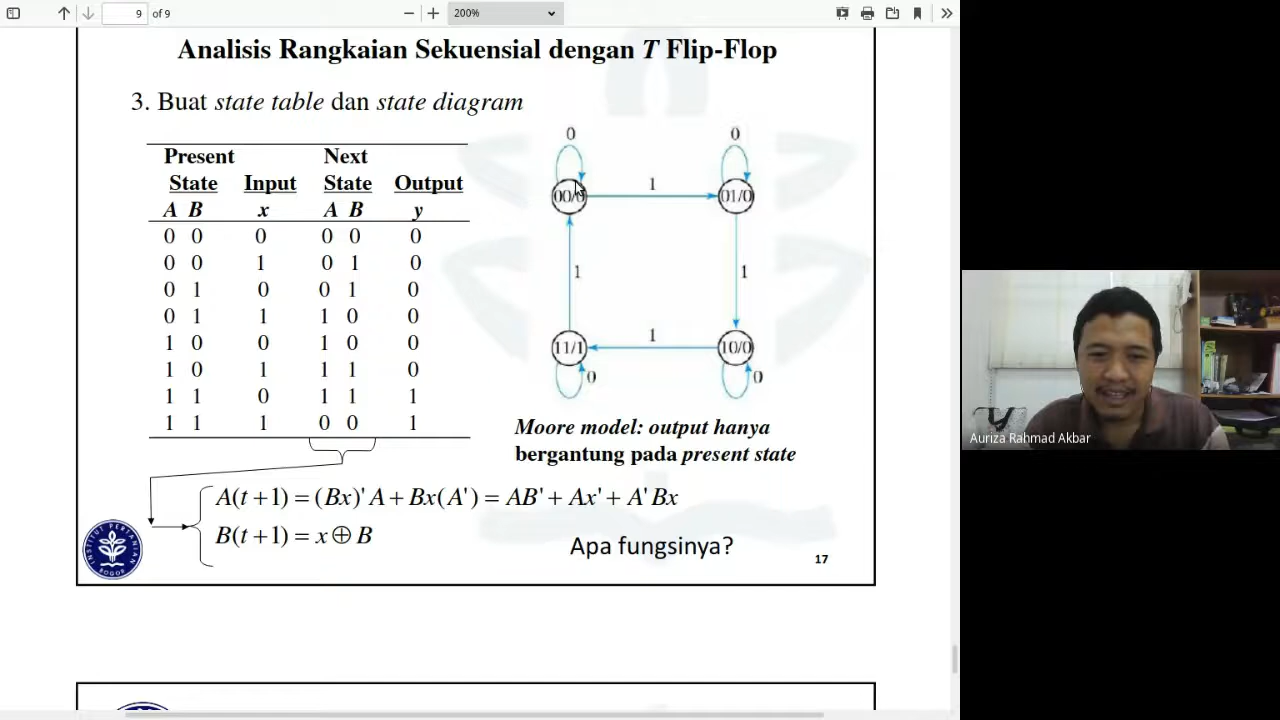 9 of 9
200%
Analisis Rangkaian Sekuensial dengan T Flip-Flop
3. Buat state table dan state diagram
Present Next
State Input State Output
A B x A B y
0 0 0 0 0 0
0 0 1 0 1 0
0 1 0 0 1 0
0 1 1 1 0 0
1 0 0 1 0 0
1 0 1 1 1 0
1 1 0 1 1 1
1 1 1 0 0 1
0 0
00/0 1 01/0
1 1
11/1 1 10/0
0 0
Moore model: output hanya
bergantung pada present state
A(t+1) = (Bx)'A + Bx(A') = AB' + Ax' + A'Bx
B(t+1) = x ⊕ B
Apa fungsinya?
INSTITUT PERTANIAN
BOGOR
17
Auriza Rahmad Akbar